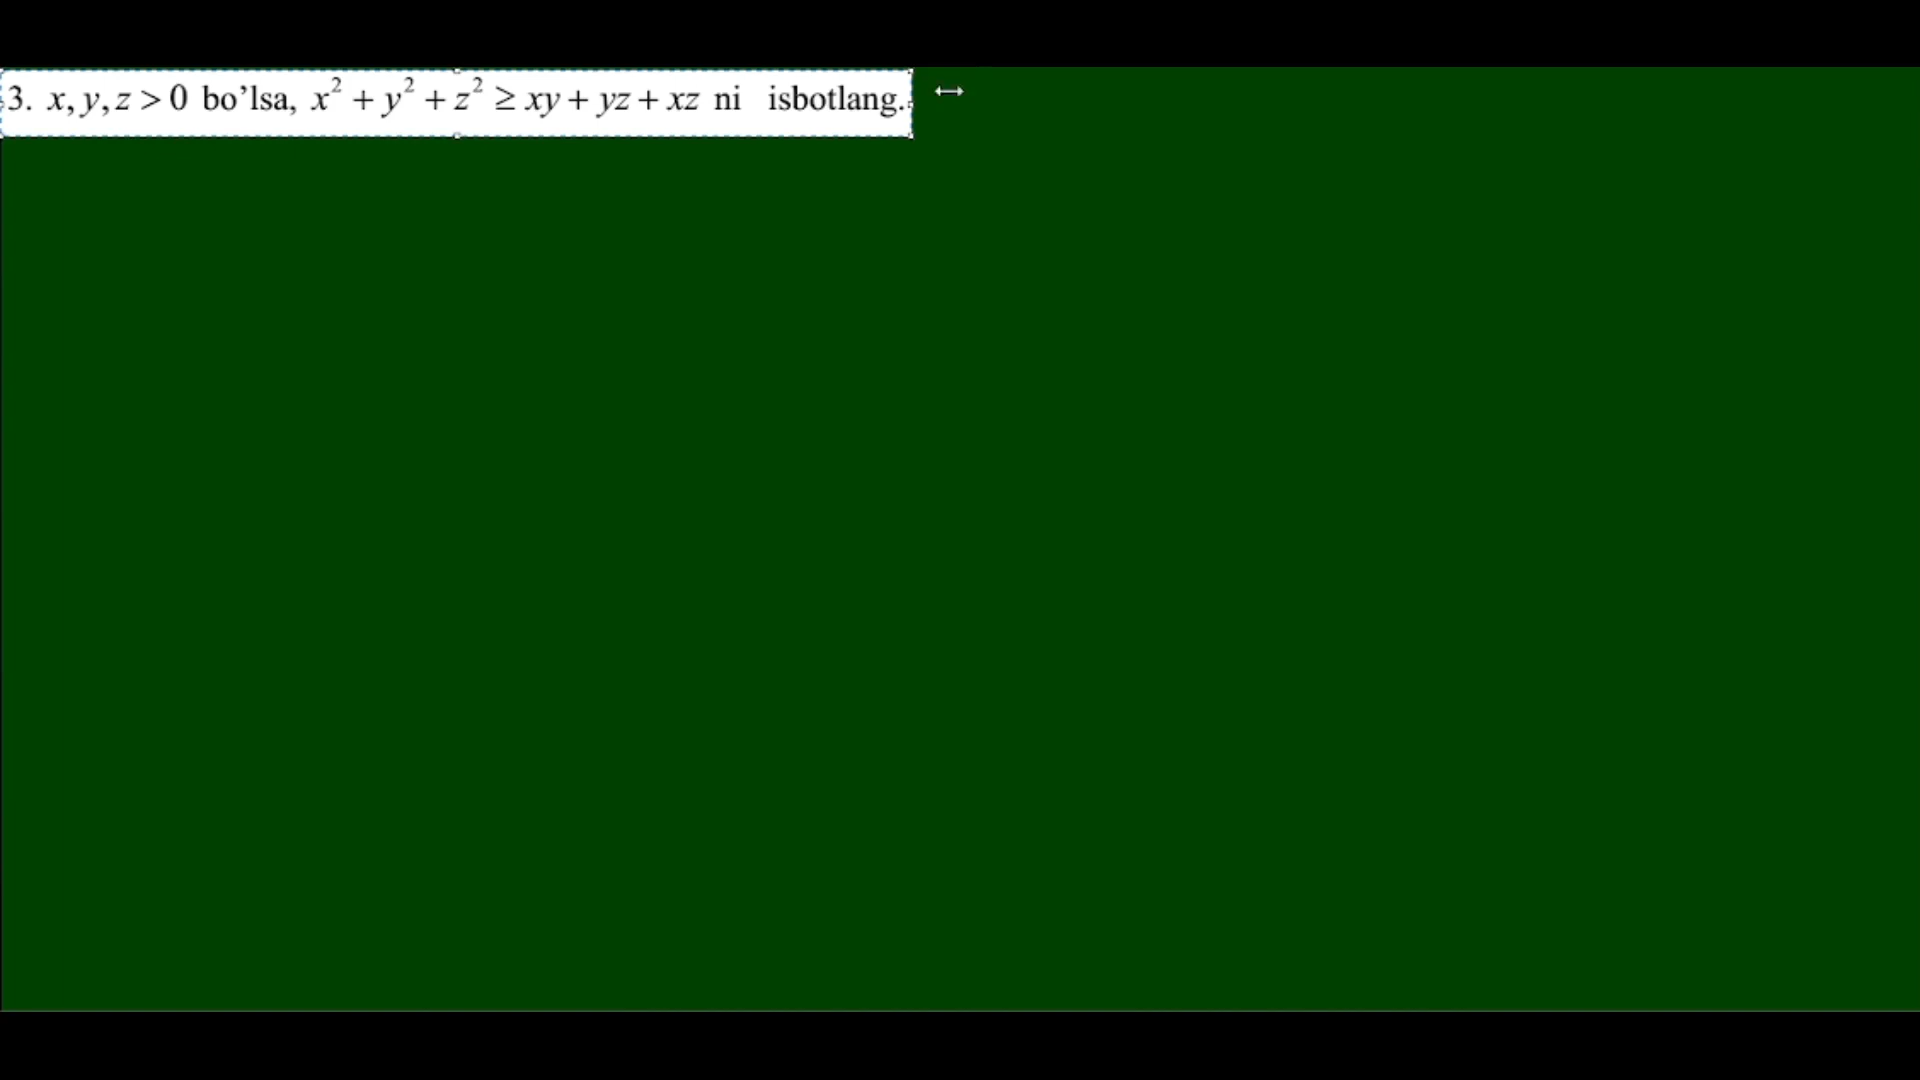 3. x, y, z > 0 bo’lsa, x² + y² + z² ≥ xy + yz + xz ni isbotlang.